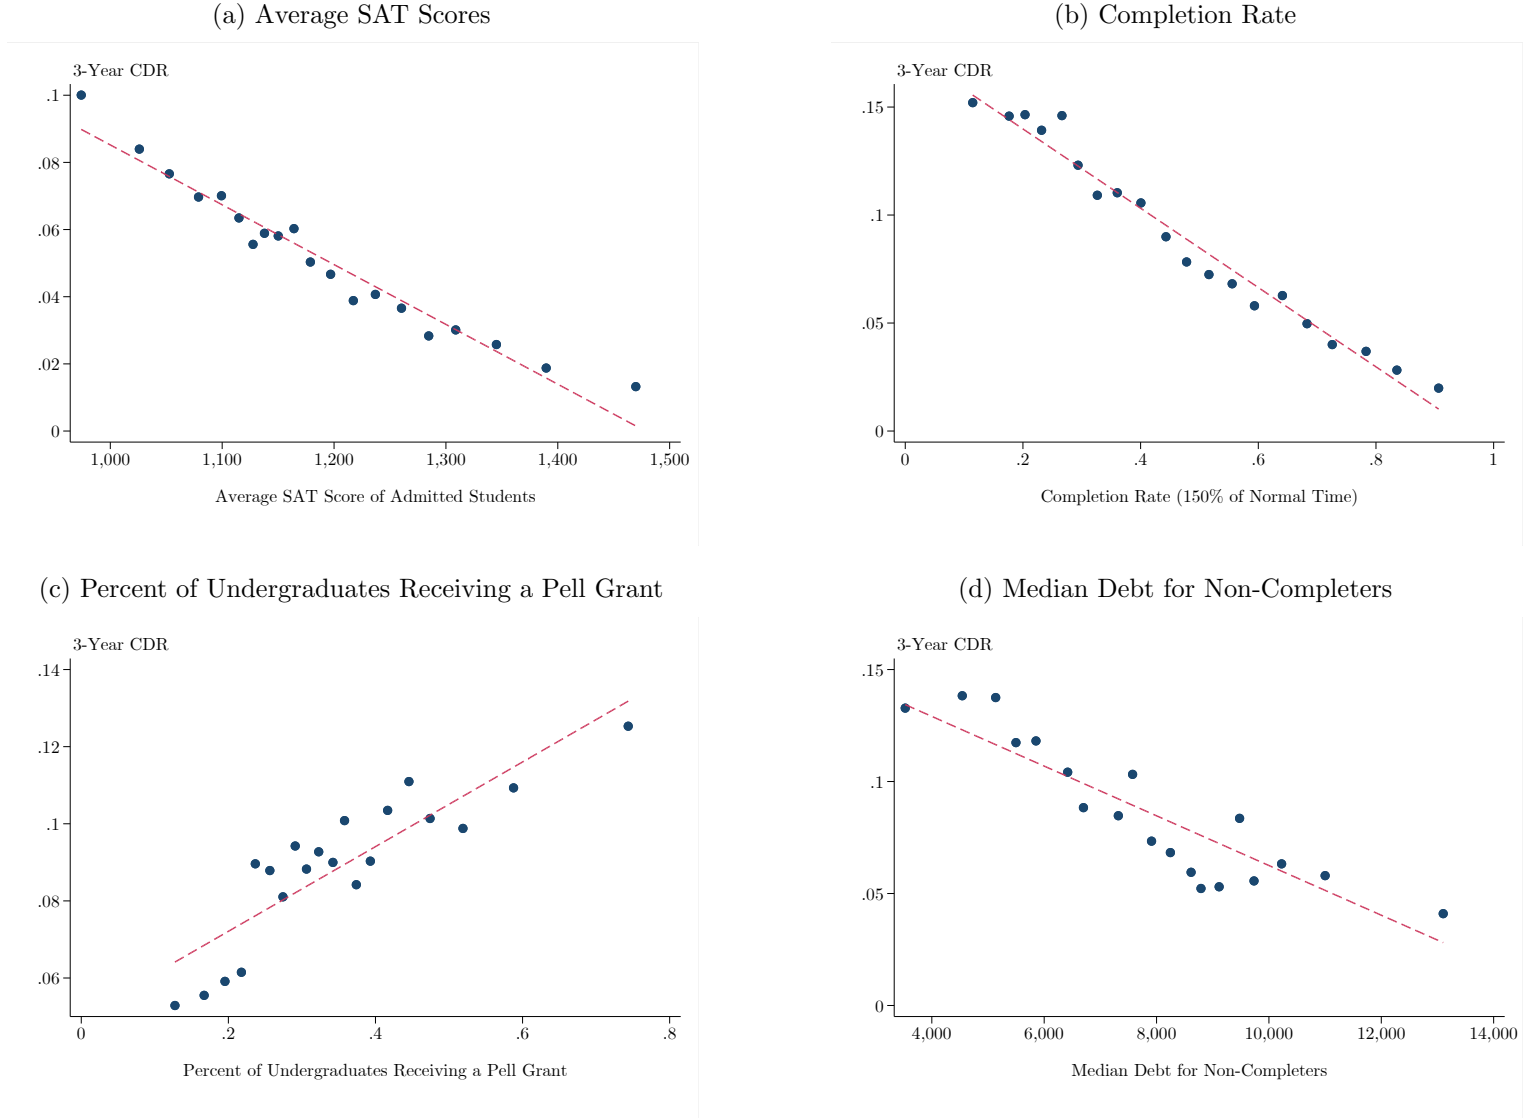 (a) Average SAT Scores
3-Year CDR
.1
.08
.06
.04
.02
0
1,000 1,100 1,200 1,300 1,400 1,500
Average SAT Score of Admitted Students
(b) Completion Rate
3-Year CDR
.15
.1
.05
0
0 .2 .4 .6 .8 1
Completion Rate (150% of Normal Time)
(c) Percent of Undergraduates Receiving a Pell Grant
3-Year CDR
.14
.12
.1
.08
.06
0 .2 .4 .6 .8
Percent of Undergraduates Receiving a Pell Grant
(d) Median Debt for Non-Completers
3-Year CDR
.15
.1
.05
0
4,000 6,000 8,000 10,000 12,000 14,000
Median Debt for Non-Completers